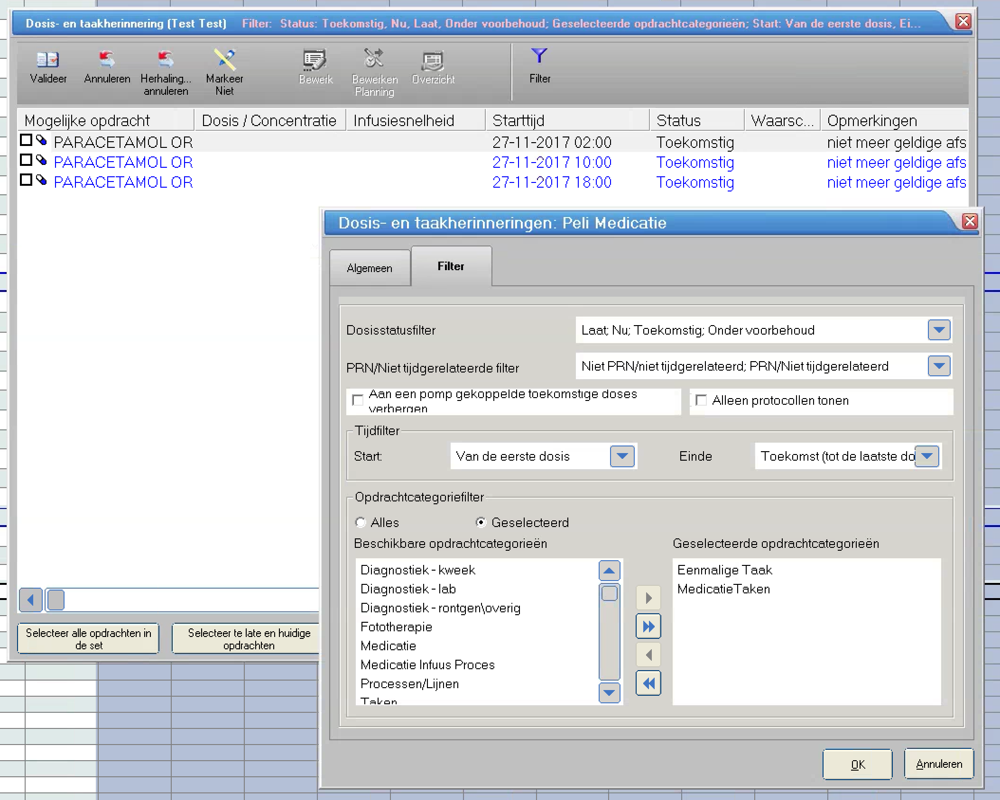 Dosis- en taakherinnering (Test Test) Filter: Status: Toekomstig, Nu, Laat, Onder voorbehoud; Geselecteerde opdrachtcategorieën; Start: Van de eerste dosis, Ei...
Valideer
Annuleren
Herhaling... annuleren
Markeer Niet
Bewerk
Bewerken Planning
Overzicht
Filter
Mogelijke opdracht Dosis / Concentratie Infusiesnelheid Starttijd Status Waarsc... Opmerkingen
PARACETAMOL OR 27-11-2017 02:00 Toekomstig niet meer geldige afs
PARACETAMOL OR 27-11-2017 10:00 Toekomstig niet meer geldige afs
PARACETAMOL OR 27-11-2017 18:00 Toekomstig niet meer geldige afs
Dosis- en taakherinneringen: Peli Medicatie
Algemeen Filter
Dosisstatusfilter Laat; Nu; Toekomstig; Onder voorbehoud
PRN/Niet tijdgerelateerde filter Niet PRN/niet tijdgerelateerd; PRN/Niet tijdgerelateerd
Aan een pomp gekoppelde toekomstige doses
verbergen
Alleen protocollen tonen
Tijdfilter
Start: Van de eerste dosis Einde Toekomst (tot de laatste do
Opdrachtcategoriefilter
Alles Geselecteerd
Beschikbare opdrachtcategorieën
Diagnostiek - kweek
Diagnostiek - lab
Diagnostiek - rontgen\overig
Fototherapie
Medicatie
Medicatie Infuus Proces
Processen/Lijnen
Taken
Geselecteerde opdrachtcategorieën
Eenmalige Taak
MedicatieTaken
Selecteer alle opdrachten in
de set
Selecteer te late en huidige
opdrachten
OK Annuleren